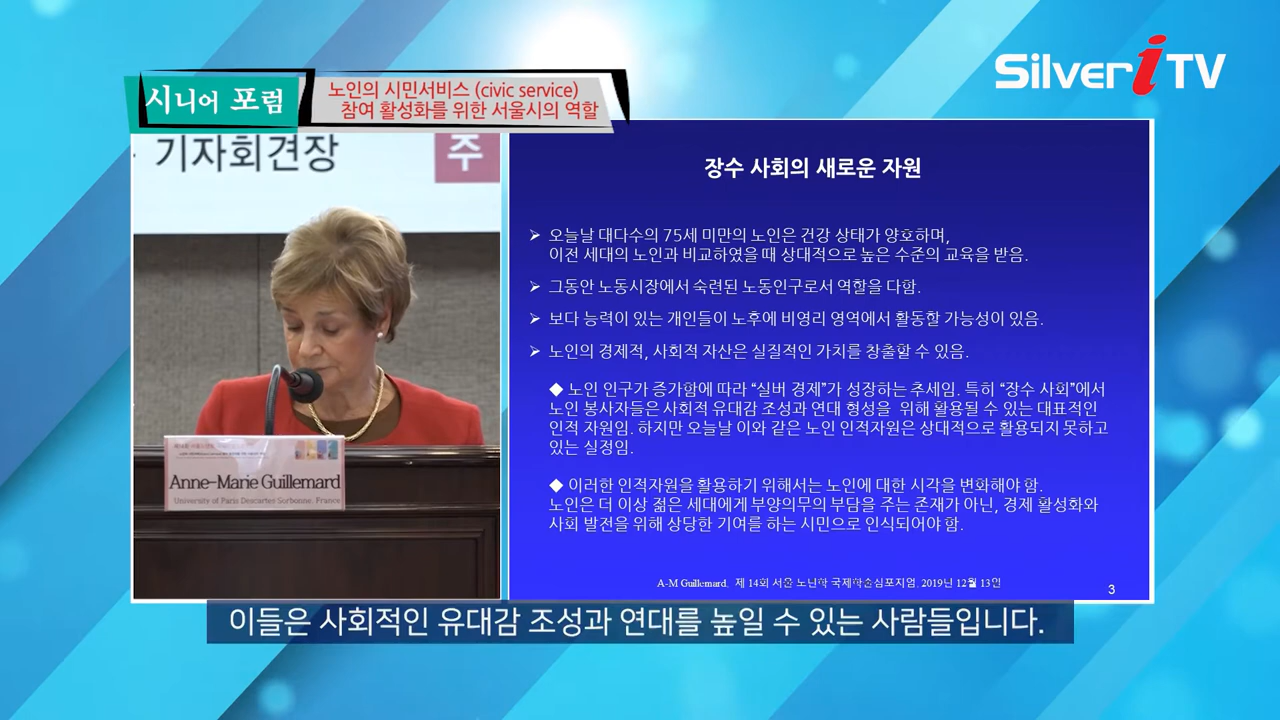 Silver i TV
시니어 포럼
노인의 시민서비스 (civic service)
참여 활성화를 위한 서울시의 역할
기자회견장
주
Anne-Marie Guillemard
University of Paris Descartes Sorbonne, France
장수 사회의 새로운 자원
➢ 오늘날 대다수의 75세 미만의 노인은 건강 상태가 양호하며,
이전 세대의 노인과 비교하였을 때 상대적으로 높은 수준의 교육을 받음.
➢ 그동안 노동시장에서 숙련된 노동인구로서 역할을 다함.
➢ 보다 능력이 있는 개인들이 노후에 비영리 영역에서 활동할 가능성이 있음.
➢ 노인의 경제적, 사회적 자산은 실질적인 가치를 창출할 수 있음.
◆ 노인 인구가 증가함에 따라 “실버 경제”가 성장하는 추세임. 특히 “장수 사회”에서
노인 봉사자들은 사회적 유대감 조성과 연대 형성을 위해 활용될 수 있는 대표적인
인적 자원임. 하지만 오늘날 이와 같은 노인 인적자원은 상대적으로 활용되지 못하고
있는 실정임.
◆ 이러한 인적자원을 활용하기 위해서는 노인에 대한 시각을 변화해야 함.
노인은 더 이상 젊은 세대에게 부양의무의 부담을 주는 존재가 아닌, 경제 활성화와
사회 발전을 위해 상당한 기여를 하는 시민으로 인식되어야 함.
A-M Guillemard, 제 14회 서울 노년학 국제학술심포지엄, 2019년 12월 13일
3
이들은 사회적인 유대감 조성과 연대를 높일 수 있는 사람들입니다.